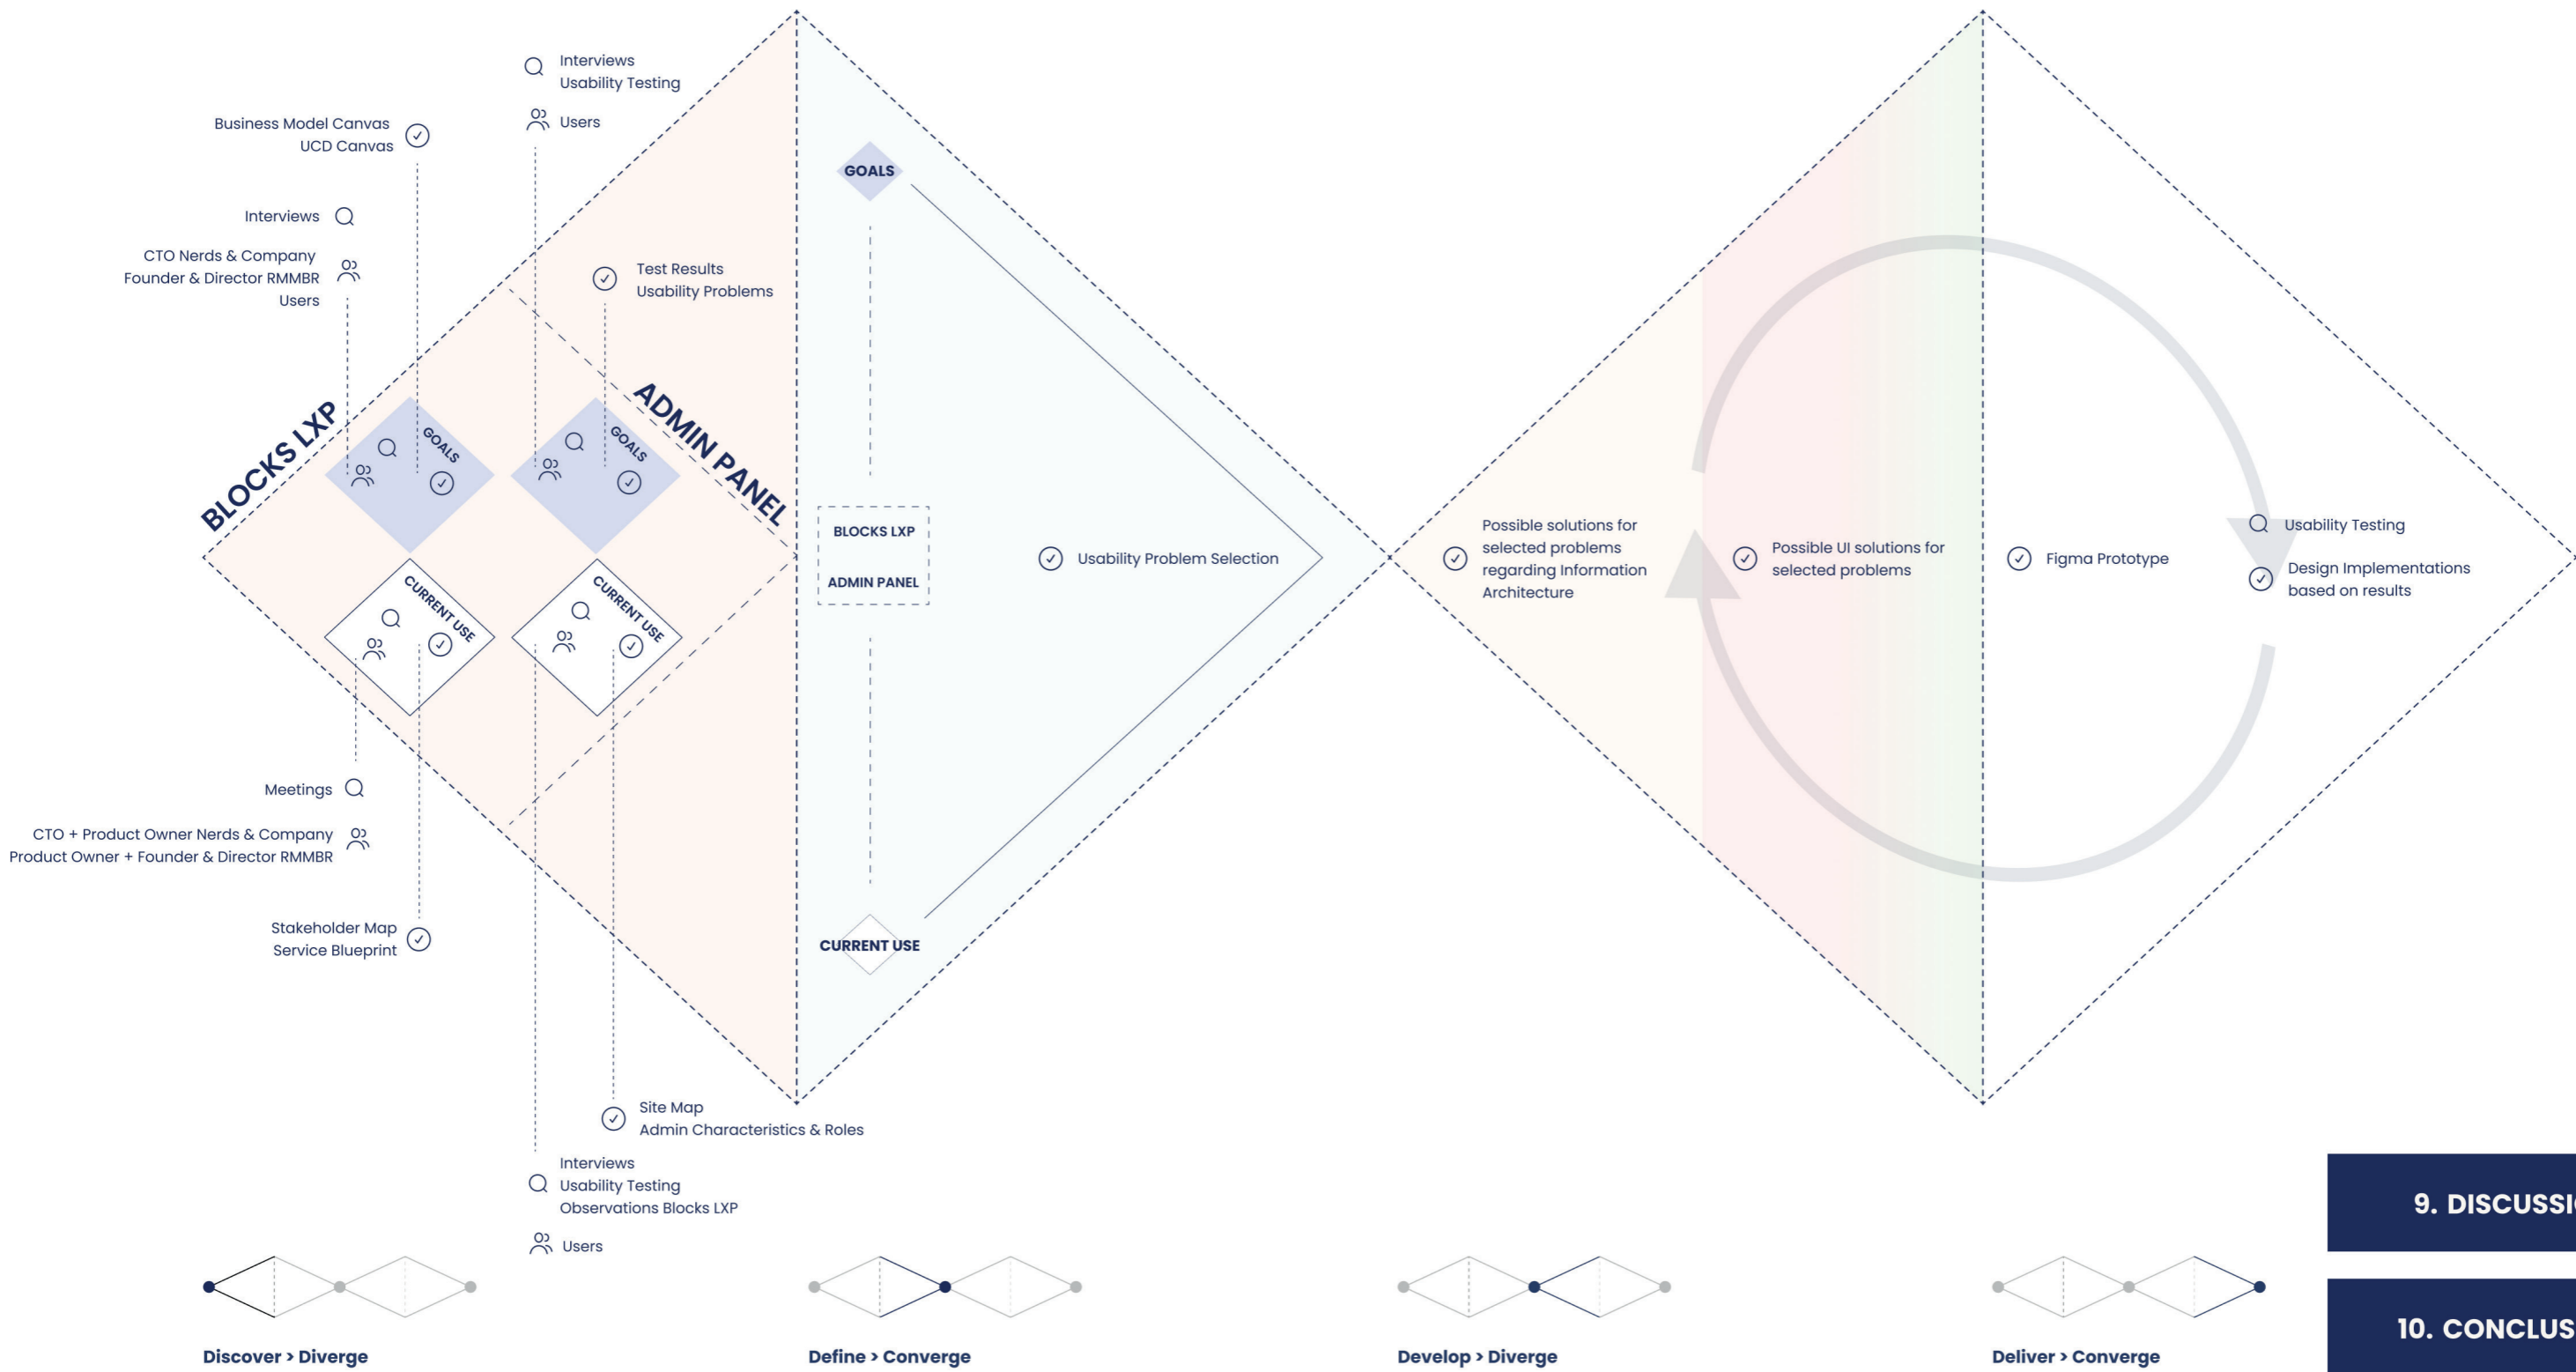 Interviews
Usability Testing
Users
Business Model Canvas
UCD Canvas
Interviews
CTO Nerds & Company
Founder & Director RMMBR
Users
Test Results
Usability Problems
BLOCKS LXP
ADMIN PANEL
GOALS
GOALS
CURRENT USE
CURRENT USE
Meetings
CTO + Product Owner Nerds & Company
Product Owner + Founder & Director RMMBR
Stakeholder Map
Service Blueprint
Site Map
Admin Characteristics & Roles
Interviews
Usability Testing
Observations Blocks LXP
Users
GOALS
BLOCKS LXP
ADMIN PANEL
CURRENT USE
Usability Problem Selection
Possible solutions for
selected problems
regarding Information
Architecture
Possible UI solutions for
selected problems
Figma Prototype
Usability Testing
Design Implementations
based on results
9. DISCUSSI
10. CONCLUS
Discover > Diverge
Define > Converge
Develop > Diverge
Deliver > Converge